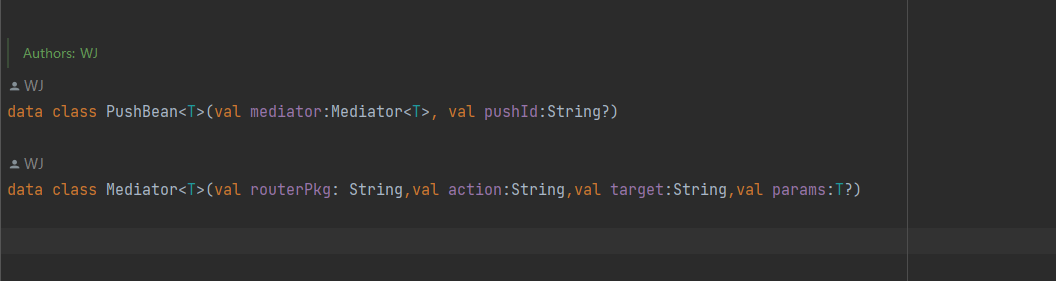 Authors: WJ
WJ
data class PushBean<T>(val mediator:Mediator<T>, val pushId:String?)
WJ
data class Mediator<T>(val routerPkg: String,val action:String,val target:String,val params:T?)